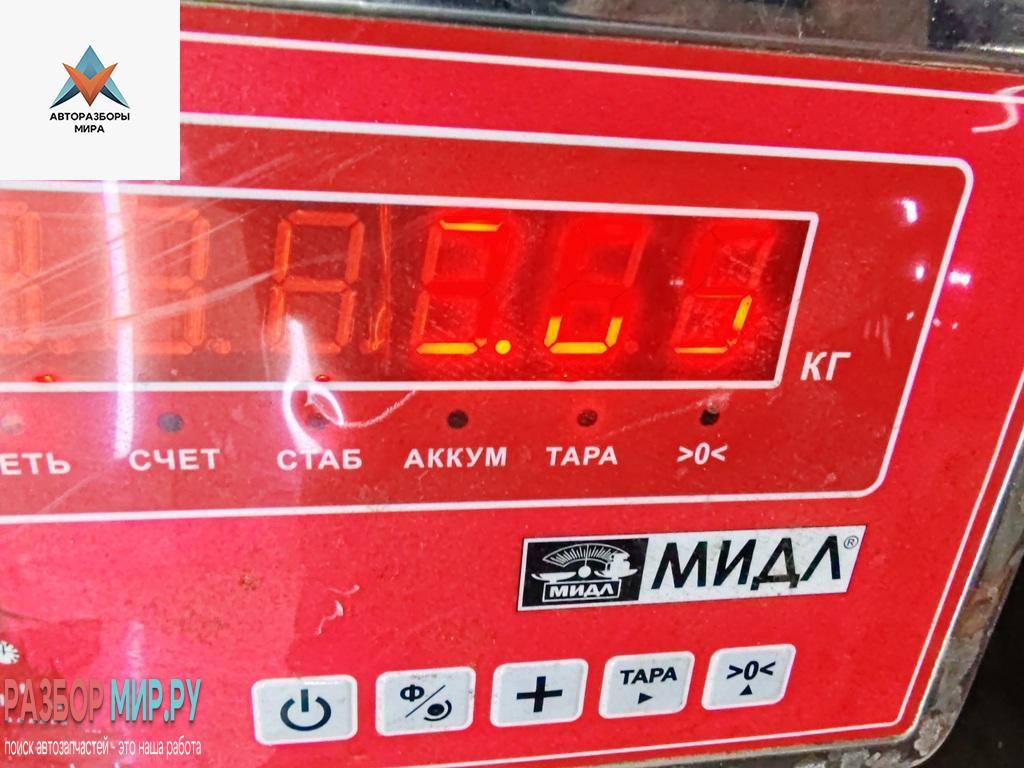 АВТОРАЗБОРЫ
МИРА
КГ
ЕТЬ СЧЕТ СТАБ АККУМ ТАРА >0<
МИДЛ МИДЛ®
Ф ТАРА >0<
РАЗБОР МИР.РУ
поиск автозапчастей - это наша работа